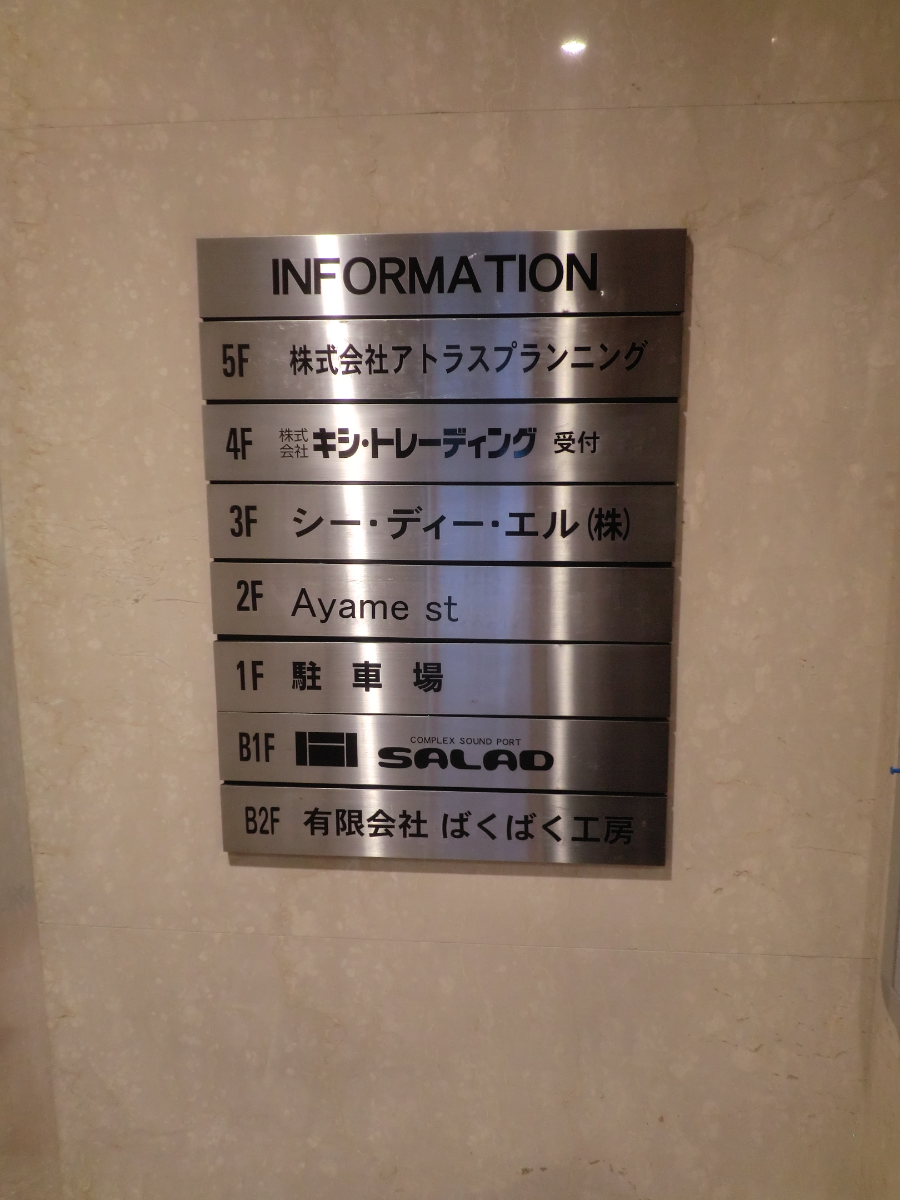 INFORMATION
5F 株式会社アトラスプランニング
4F 株式会社 キシ・トレーディング 受付
3F シー・ディー・エル(株)
2F Ayame st
1F 駐車場
B1F COMPLEX SOUND PORT SALAD
B2F 有限会社 ばくばく工房